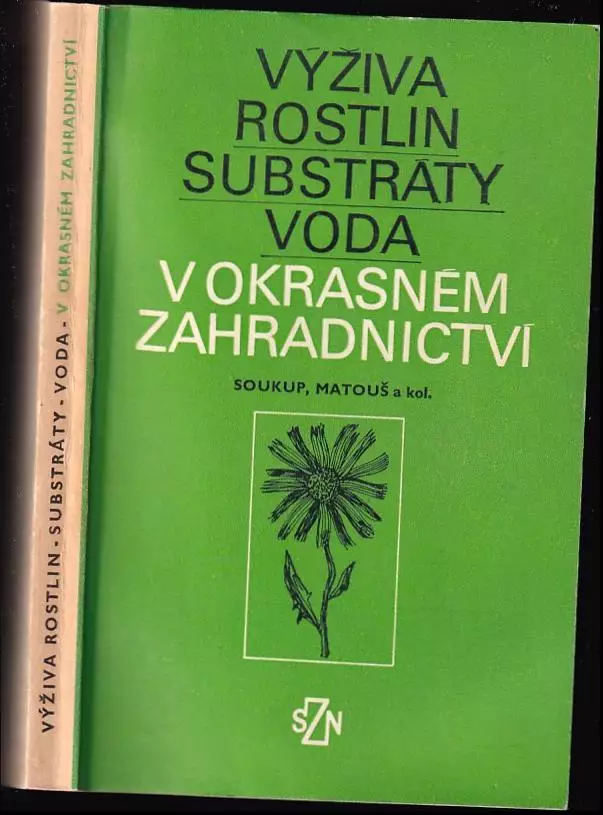 VÝŽIVA ROSTLIN - SUBSTRÁTY - VODA - V OKRASNÉM ZAHRADNICTVÍ
VÝŽIVA
ROSTLIN
SUBSTRÁTY
VODA
V OKRASNÉM
ZAHRADNICTVÍ
SOUKUP, MATOUŠ a kol.
SZN